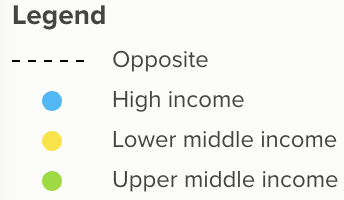 Legend
Opposite
High income
Lower middle income
Upper middle income